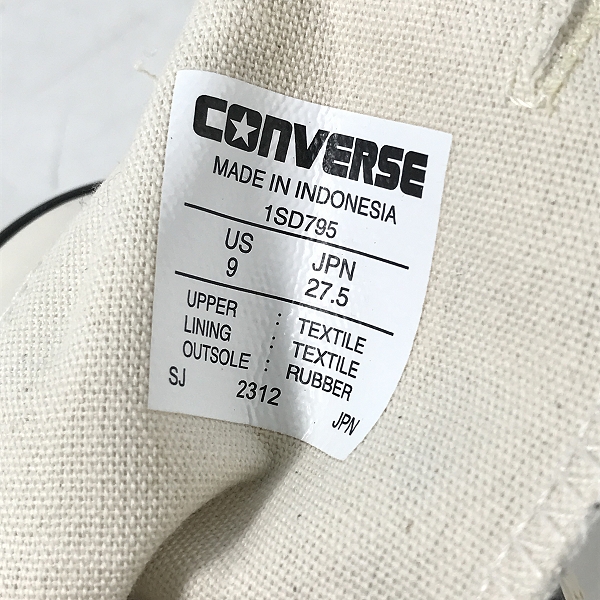 CONVERSE
MADE IN INDONESIA
1SD795
US JPN
9 27.5
UPPER : TEXTILE
LINING : TEXTILE
OUTSOLE : RUBBER
SJ 2312 JPN